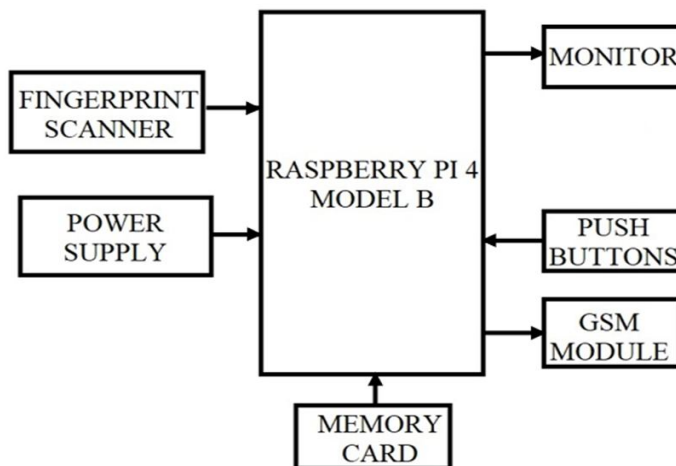 MONITOR
FINGERPRINT
SCANNER
RASPBERRY PI 4
MODEL B
POWER
SUPPLY
PUSH
BUTTONS
GSM
MODULE
MEMORY
CARD